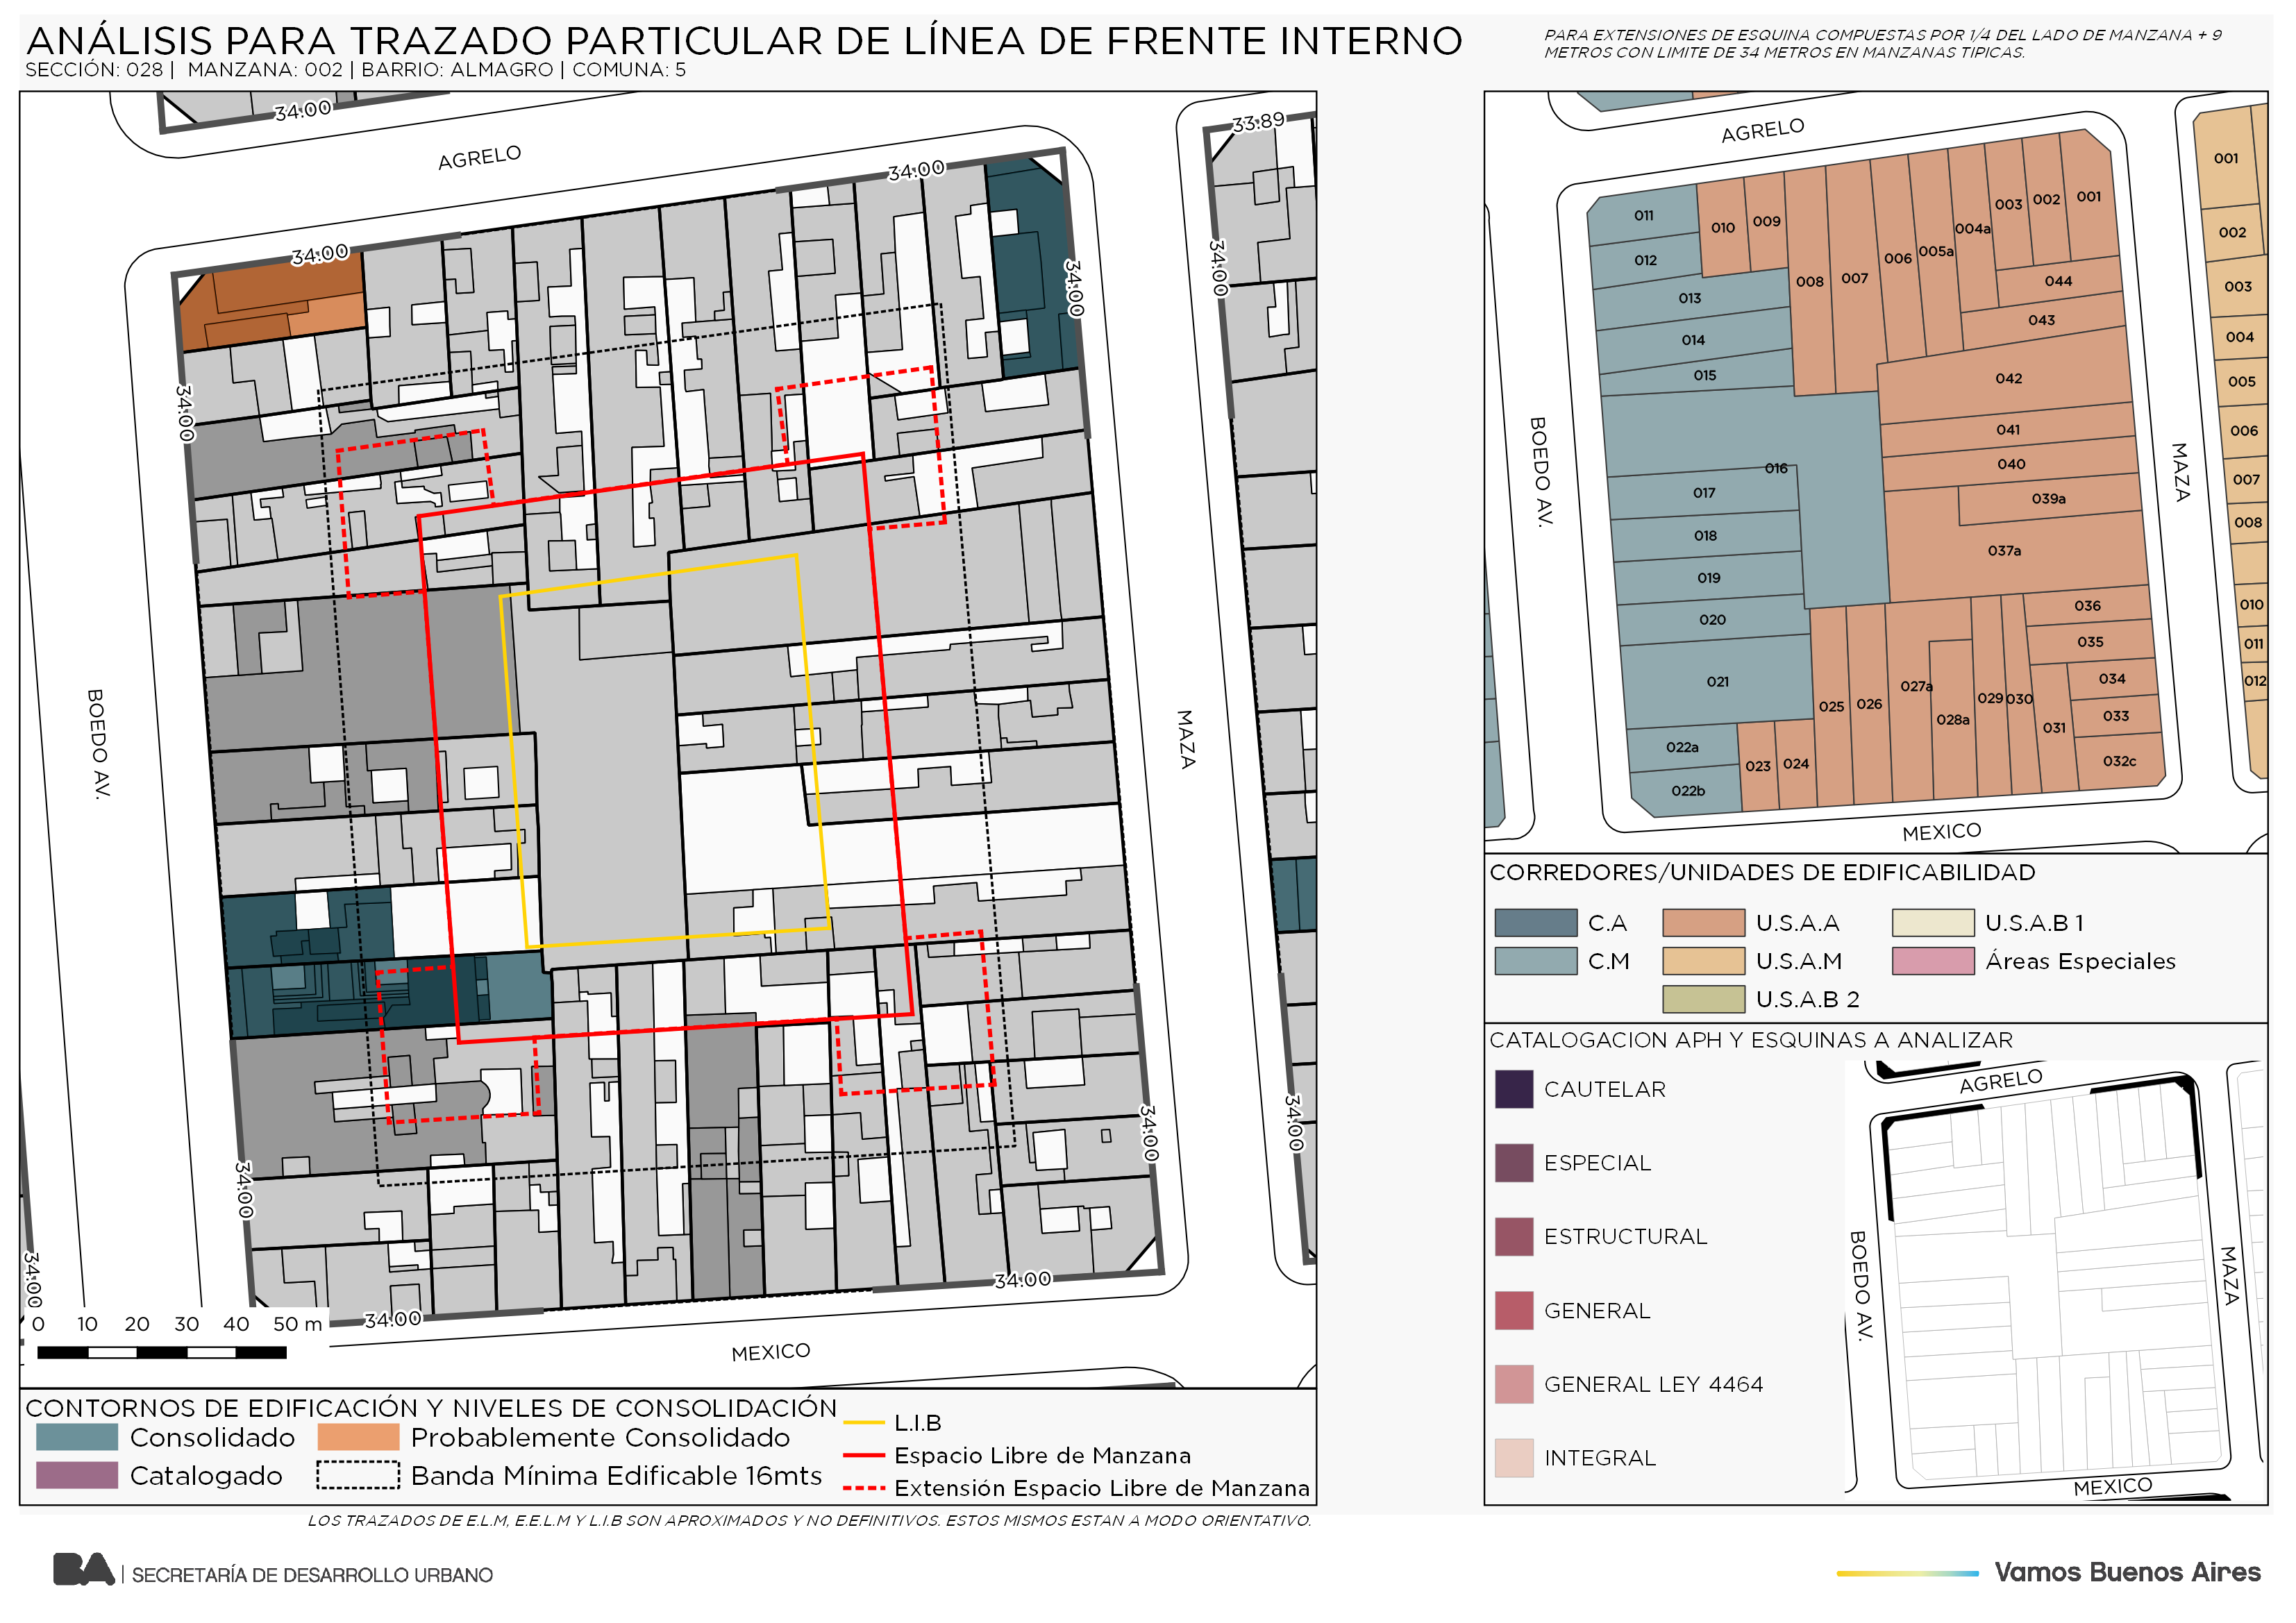 ANÁLISIS PARA TRAZADO PARTICULAR DE LÍNEA DE FRENTE INTERNO
SECCIÓN: 028 | MANZANA: 002 | BARRIO: ALMAGRO | COMUNA: 5
PARA EXTENSIONES DE ESQUINA COMPUESTAS POR 1/4 DEL LADO DE MANZANA + 9
METROS CON LIMITE DE 34 METROS EN MANZANAS TIPICAS.
34.00
33.89
AGRELO
34.00
34.00
34.00
34.00
34.00
BOEDO AV.
MAZA
34.00
34.00
34.00
34.00
34.00
34.00
MEXICO
0 10 20 30 40 50 m
CONTORNOS DE EDIFICACIÓN Y NIVELES DE CONSOLIDACIÓN
Consolidado
Probablemente Consolidado
Catalogado
Banda Mínima Edificable 16mts
L.I.B
Espacio Libre de Manzana
Extensión Espacio Libre de Manzana
AGRELO
BOEDO AV.
MAZA
MEXICO
011
012
013
014
015
016
017
018
019
020
021
022a
022b
010
009
008
007
006
005a
004a
003
002
001
044
043
042
041
040
039a
037a
036
035
034
033
032c
031
030
029
028a
027a
026
025
024
023
001
002
003
004
005
006
007
008
010
011
012
CORREDORES/UNIDADES DE EDIFICABILIDAD
C.A
U.S.A.A
U.S.A.B 1
C.M
U.S.A.M
Áreas Especiales
U.S.A.B 2
CATALOGACION APH Y ESQUINAS A ANALIZAR
CAUTELAR
ESPECIAL
ESTRUCTURAL
GENERAL
GENERAL LEY 4464
INTEGRAL
AGRELO
BOEDO AV.
MAZA
MEXICO
LOS TRAZADOS DE E.L.M, E.E.L.M Y L.I.B SON APROXIMADOS Y NO DEFINITIVOS. ESTOS MISMOS ESTAN A MODO ORIENTATIVO.
BA | SECRETARÍA DE DESARROLLO URBANO
Vamos Buenos Aires